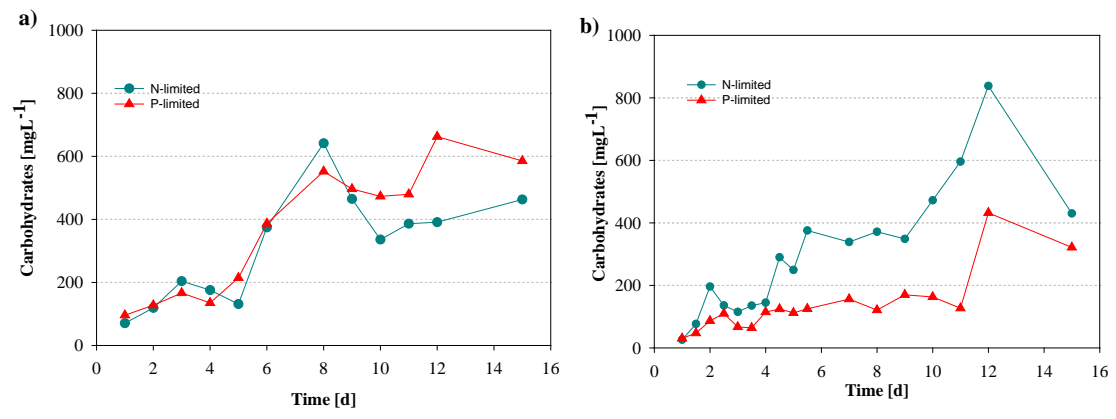 a)
1000
800
600
400
200
0
Carbohydrates [mgL-1]
N-limited
P-limited
0 2 4 6 8 10 12 14 16
Time [d]
b)
1000
800
600
400
200
0
Carbohydrates [mgL-1]
N-limited
P-limited
0 2 4 6 8 10 12 14 16
Time [d]